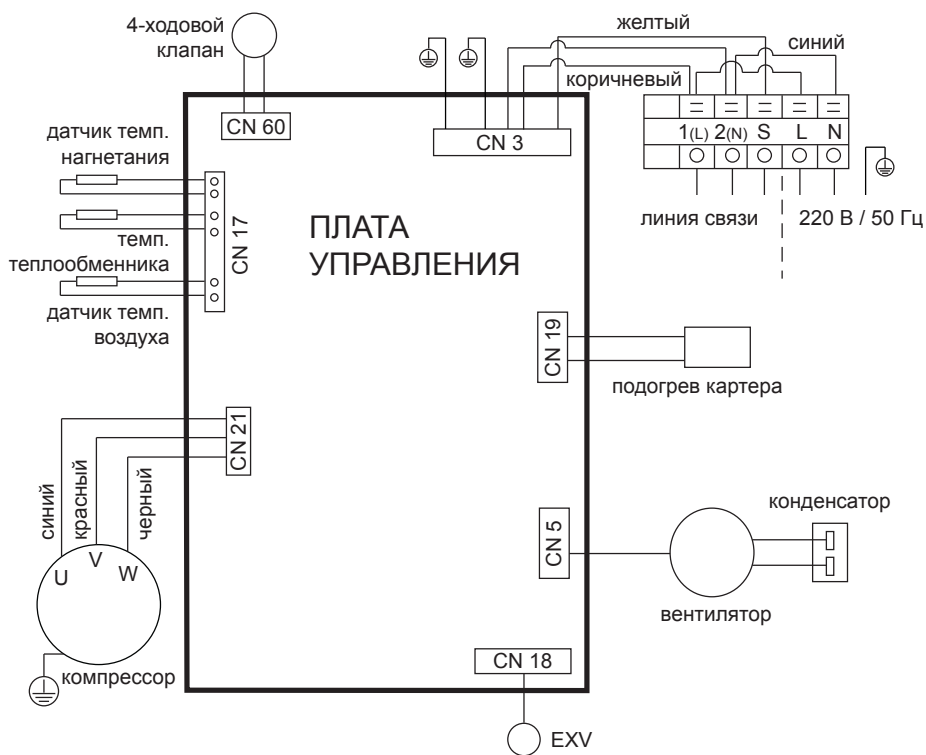 4-ходовой
клапан
желтый
синий
коричневый
CN 60
CN 3
1(L) 2(N) S L N
линия связи
220 В / 50 Гц
датчик темп.
нагнетания
темп.
теплообменника
датчик темп.
воздуха
CN 17
ПЛАТА
УПРАВЛЕНИЯ
CN 19
подогрев картера
CN 21
синий
красный
черный
U V W
компрессор
CN 5
вентилятор
конденсатор
CN 18
EXV